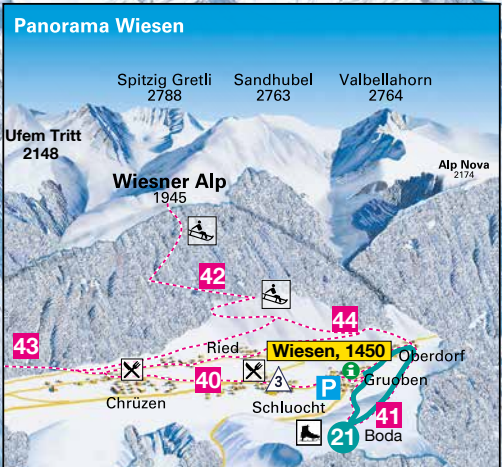 Panorama Wiesen
Spitzig Gretli
2788
Sandhubel
2763
Valbellahorn
2764
Ufem Tritt
2148
Alp Nova
2174
Wiesner Alp
1945
42
44
43
Ried
Wiesen, 1450
Oberdorf
40
3
i
P
Gruoben
Chrüzen
Schluocht
41
21
Boda